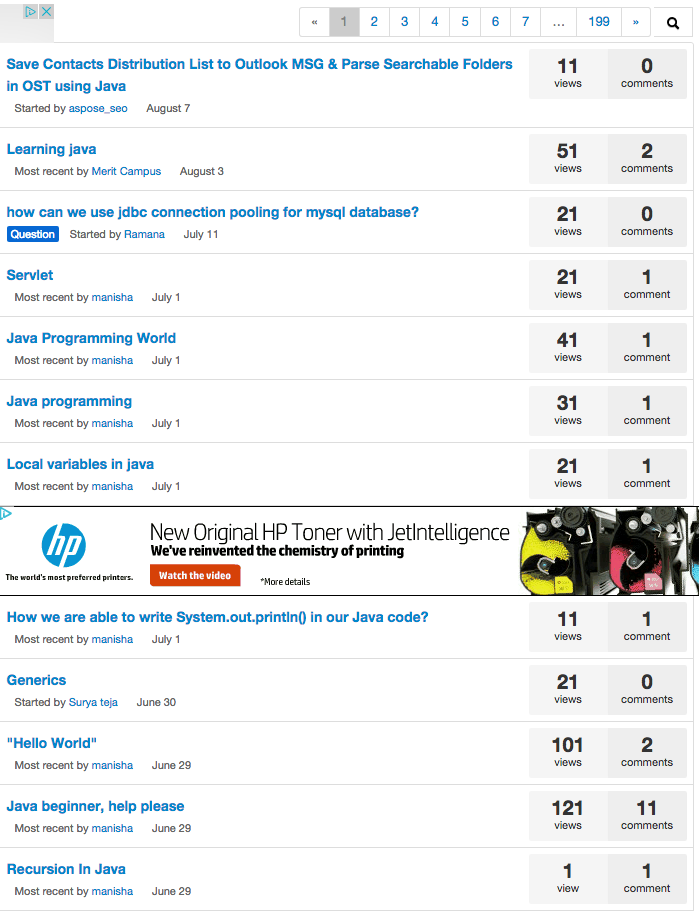 « 1 2 3 4 5 6 7 … 199 »
Save Contacts Distribution List to Outlook MSG & Parse Searchable Folders
in OST using Java
Started by aspose_seo August 7
11 views
0 comments
Learning java
Most recent by Merit Campus August 3
51 views
2 comments
how can we use jdbc connection pooling for mysql database?
Question Started by Ramana July 11
21 views
0 comments
Servlet
Most recent by manisha July 1
21 views
1 comment
Java Programming World
Most recent by manisha July 1
41 views
1 comment
Java programming
Most recent by manisha July 1
31 views
1 comment
Local variables in java
Most recent by manisha July 1
21 views
1 comment
hp
The world's most preferred printers.
New Original HP Toner with JetIntelligence
We've reinvented the chemistry of printing
Watch the video
*More details
How we are able to write System.out.println() in our Java code?
Most recent by manisha July 1
11 views
1 comment
Generics
Started by Surya teja June 30
21 views
0 comments
"Hello World"
Most recent by manisha June 29
101 views
2 comments
Java beginner, help please
Most recent by manisha June 29
121 views
11 comments
Recursion In Java
Most recent by manisha June 29
1 view
1 comment